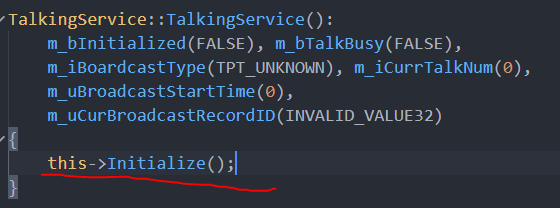 TalkingService::TalkingService():
m_bInitialized(FALSE), m_bTalkBusy(FALSE),
m_iBoardcastType(TPT_UNKNOWN), m_iCurrTalkNum(0),
m_uBroadcastStartTime(0),
m_uCurBroadcastRecordID(INVALID_VALUE32)
{
this->Initialize();
}